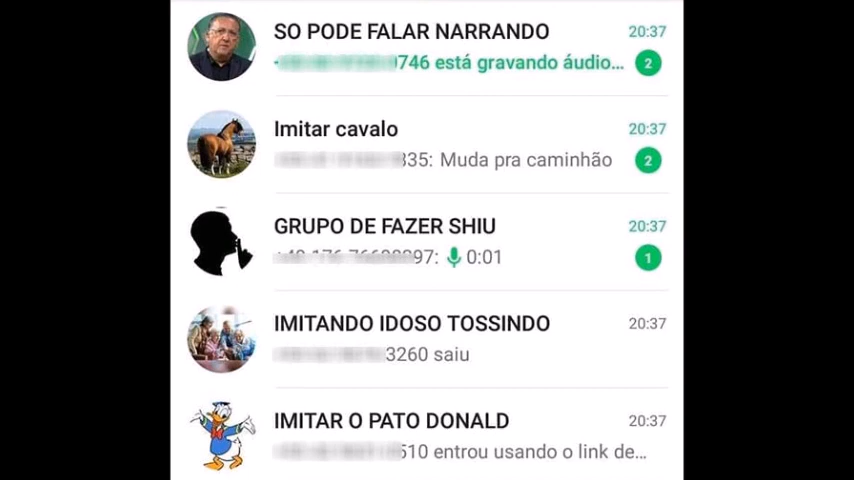 SO PODE FALAR NARRANDO
20:37
746 está gravando áudio...
2
Imitar cavalo
20:37
335: Muda pra caminhão
2
GRUPO DE FAZER SHIU
20:37
97: 0:01
1
IMITANDO IDOSO TOSSINDO
20:37
3260 saiu
IMITAR O PATO DONALD
20:37
510 entrou usando o link de...